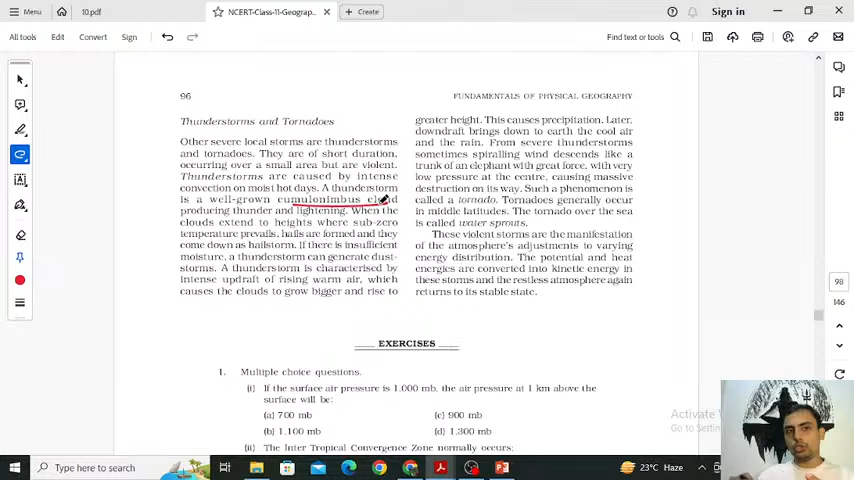 Menu
10.pdf
NCERT-Class-11-Geograp...
Create
Sign in
All tools
Edit
Convert
Sign
Find text or tools
96
FUNDAMENTALS OF PHYSICAL GEOGRAPHY
Thunderstorms and Tornadoes
Other severe local storms are thunderstorms
and tornadoes. They are of short duration,
occurring over a small area but are violent.
Thunderstorms are caused by intense
convection on moist hot days. A thunderstorm
is a well-grown cumulonimbus cloud
producing thunder and lightening. When the
clouds extend to heights where sub-zero
temperature prevails, hails are formed and they
come down as hailstorm. If there is insufficient
moisture, a thunderstorm can generate dust-
storms. A thunderstorm is characterised by
intense updraft of rising warm air, which
causes the clouds to grow bigger and rise to
greater height. This causes precipitation. Later,
downdraft brings down to earth the cool air
and the rain. From severe thunderstorms
sometimes spiralling wind descends like a
trunk of an elephant with great force, with very
low pressure at the centre, causing massive
destruction on its way. Such a phenomenon is
called a tornado. Tornadoes generally occur
in middle latitudes. The tornado over the sea
is called water sprouts.
These violent storms are the manifestation
of the atmosphere's adjustments to varying
energy distribution. The potential and heat
energies are converted into kinetic energy in
these storms and the restless atmosphere again
returns to its stable state.
EXERCISES
1. Multiple choice questions.
(i) If the surface air pressure is 1,000 mb, the air pressure at 1 km above the
surface will be:
(a) 700 mb (c) 900 mb
(b) 1,100 mb (d) 1,300 mb
(ii) The Inter Tropical Convergence Zone normally occurs:
98
146
Activate
Go to Setting
Type here to search
23°C Haze